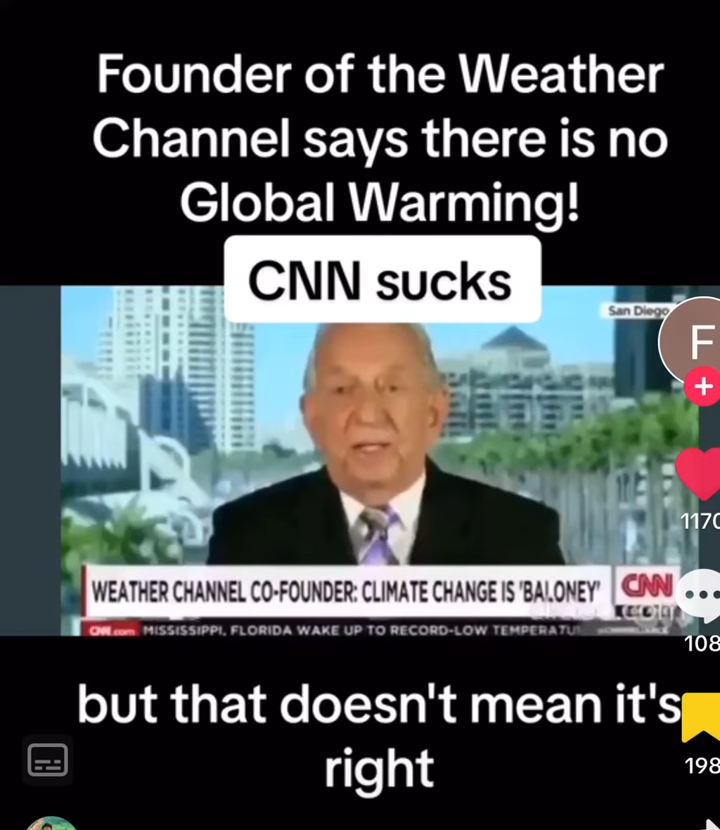 Founder of the Weather
Channel says there is no
Global Warming!
CNN sucks
San Diego
F
+
WEATHER CHANNEL CO-FOUNDER: CLIMATE CHANGE IS 'BALONEY'
CNN
1170
CNN.com MISSISSIPPI, FLORIDA WAKE UP TO RECORD-LOW TEMPERATU
108
but that doesn't mean it's
right
198